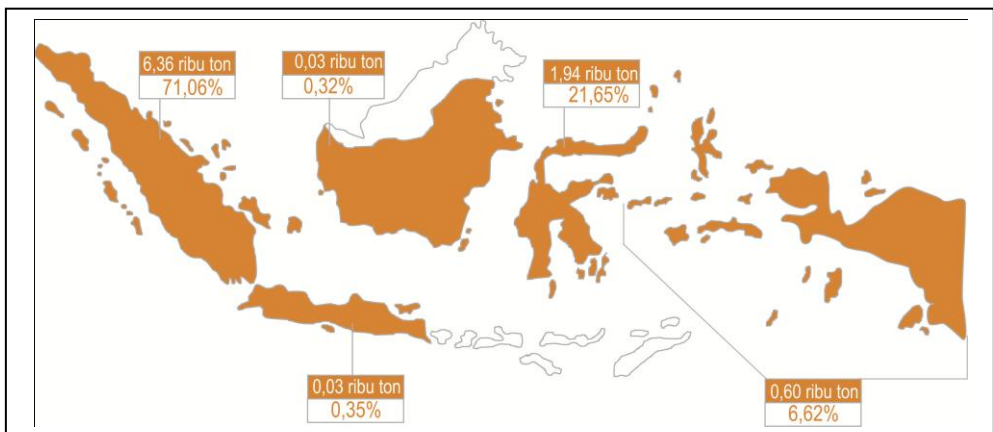 6,36 ribu ton
71,06%
0,03 ribu ton
0,32%
1,94 ribu ton
21,65%
0,03 ribu ton
0,35%
0,60 ribu ton
6,62%